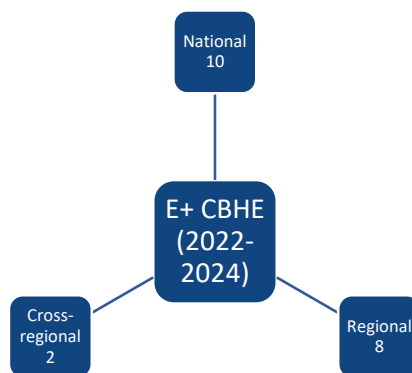 National
10
E+ CBHE
(2022-
2024)
Cross-
regional
2
Regional
8